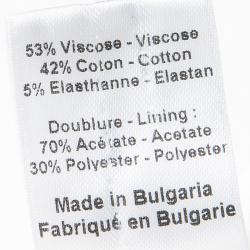 53% Viscose - Viscose
42% Coton - Cotton
5% Elasthanne - Elastan
Doublure - Lining :
70% Acétate - Acetate
30% Polyester - Polyester
Made in Bulgaria
Fabriqué en Bulgarie